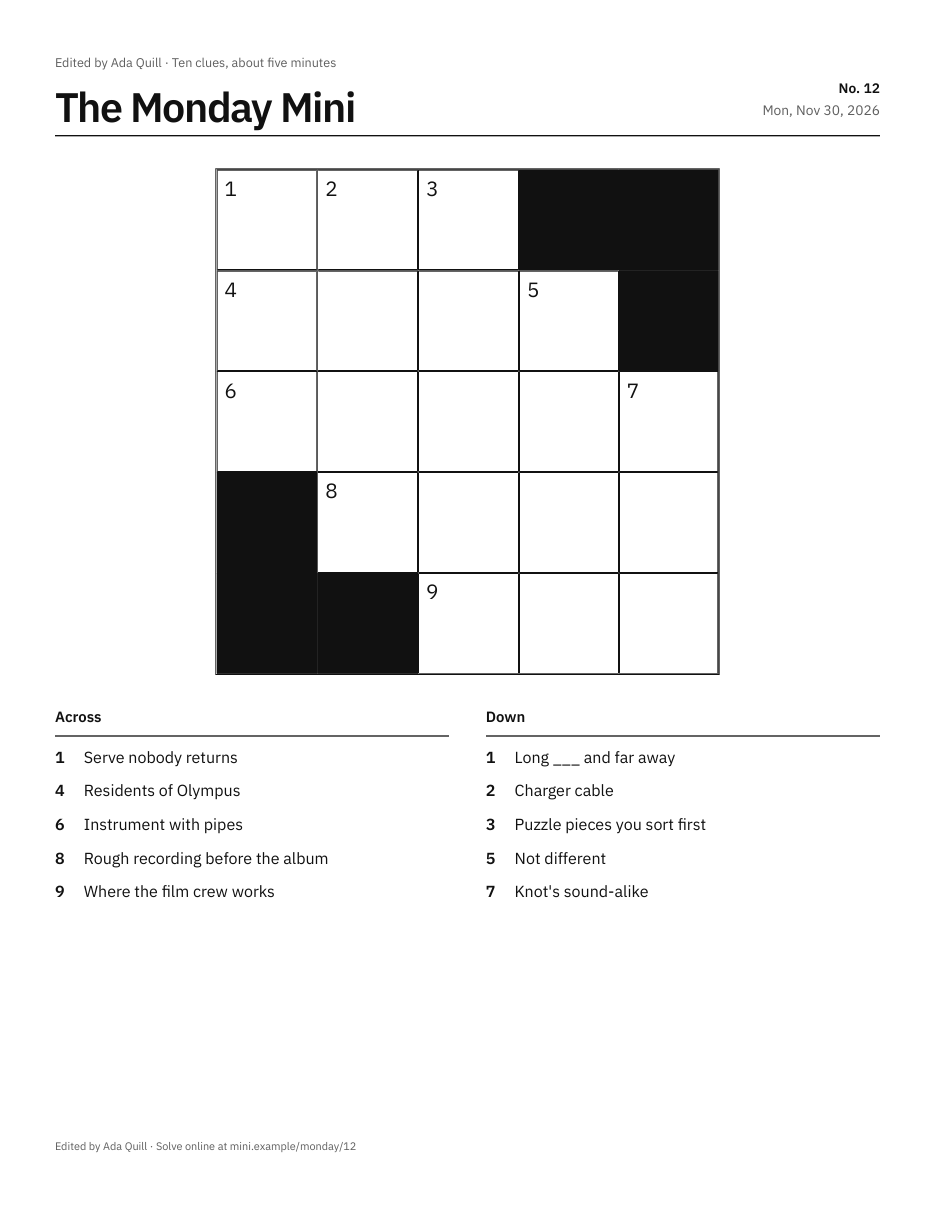 Edited by Ada Quill · Ten clues, about five minutes
The Monday Mini
No. 12
Mon, Nov 30, 2026
1 2 3
4 5
6 7
8
9
Across
1 Serve nobody returns
4 Residents of Olympus
6 Instrument with pipes
8 Rough recording before the album
9 Where the film crew works
Down
1 Long ___ and far away
2 Charger cable
3 Puzzle pieces you sort first
5 Not different
7 Knot's sound-alike
Edited by Ada Quill · Solve online at mini.example/monday/12